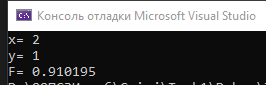 Консоль отладки Microsoft Visual Studio
x= 2
y= 1
F= 0.910195